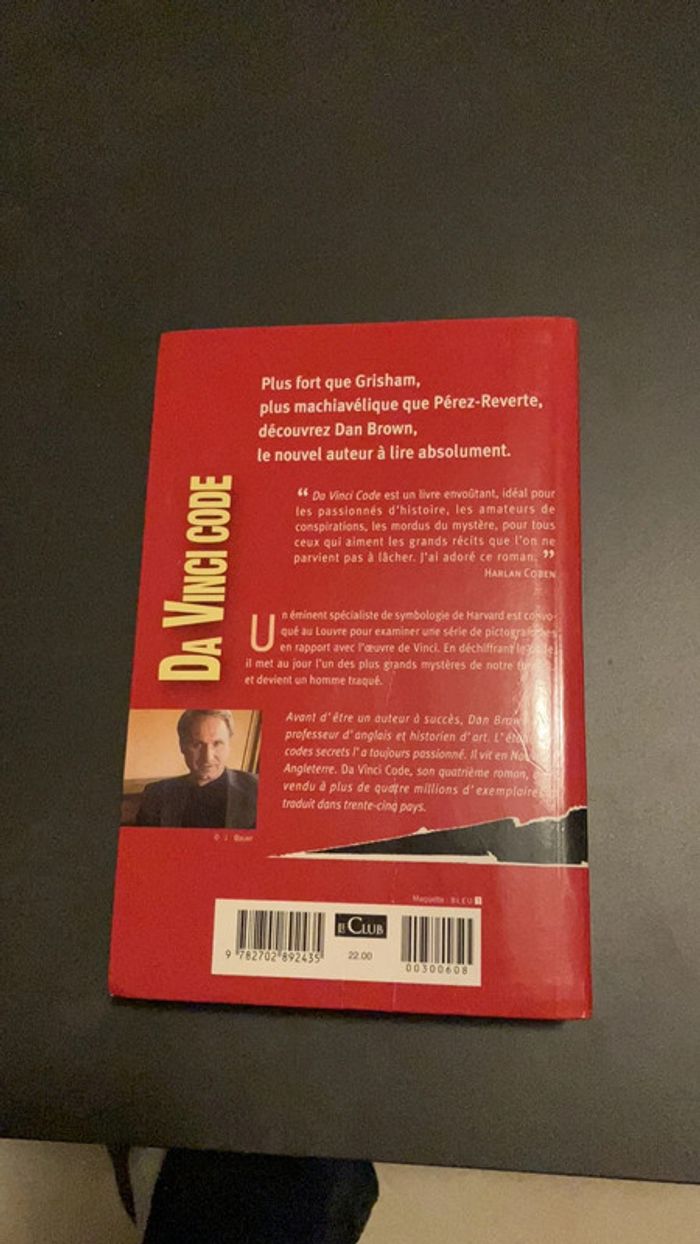 Plus fort que Grisham,
plus machiavélique que Pérez-Reverte,
découvrez Dan Brown,
le nouvel auteur à lire absolument.
DA VINCI CODE
“ Da Vinci Code est un livre envoûtant, idéal pour
les passionnés d'histoire, les amateurs de
conspirations, les mordus du mystère, pour tous
ceux qui aiment les grands récits que l'on ne
parvient pas à lâcher. J'ai adoré ce roman. ”
HARLAN COBEN
Un éminent spécialiste de symbologie de Harvard est convo-
qué au Louvre pour examiner une série de pictogrammes
en rapport avec l'œuvre de Vinci. En déchiffrant le
il met au jour l'un des plus grands mystères de notre
et devient un homme traqué.
Avant d'être un auteur à succès, Dan Brown
professeur d'anglais et historien d'art. L'
codes secrets l'a toujours passionné. Il vit en
Angleterre. Da Vinci Code, son quatrième roman,
vendu à plus de quatre millions d'exemplaires
traduit dans trente-cinq pays.
Maquette : BLEU T
LE CLUB
9 782702 892435
22.00
00300608